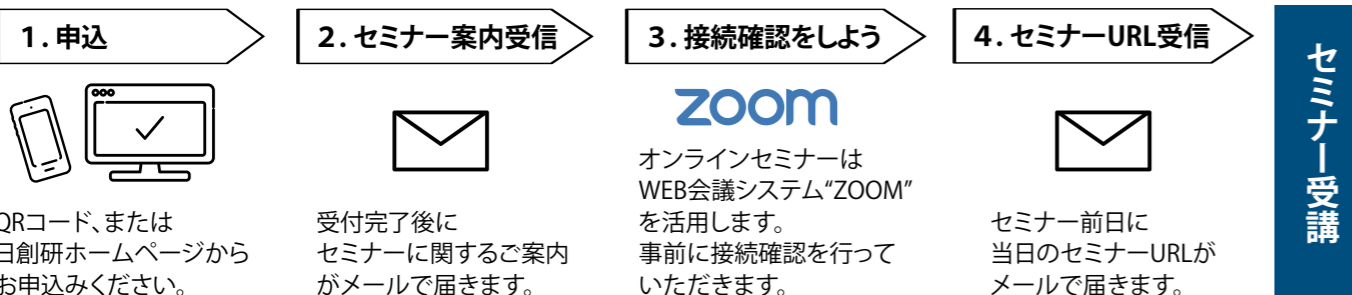 1. 申込
QRコード、または
日創研ホームページから
お申込みください。
2. セミナー案内受信
受付完了後に
セミナーに関するご案内
がメールで届きます。
3. 接続確認をしよう
zoom
オンラインセミナーは
WEB会議システム“ZOOM”
を活用します。
事前に接続確認を行って
いただきます。
4. セミナーURL受信
セミナー前日に
当日のセミナーURLが
メールで届きます。
セミナー受講